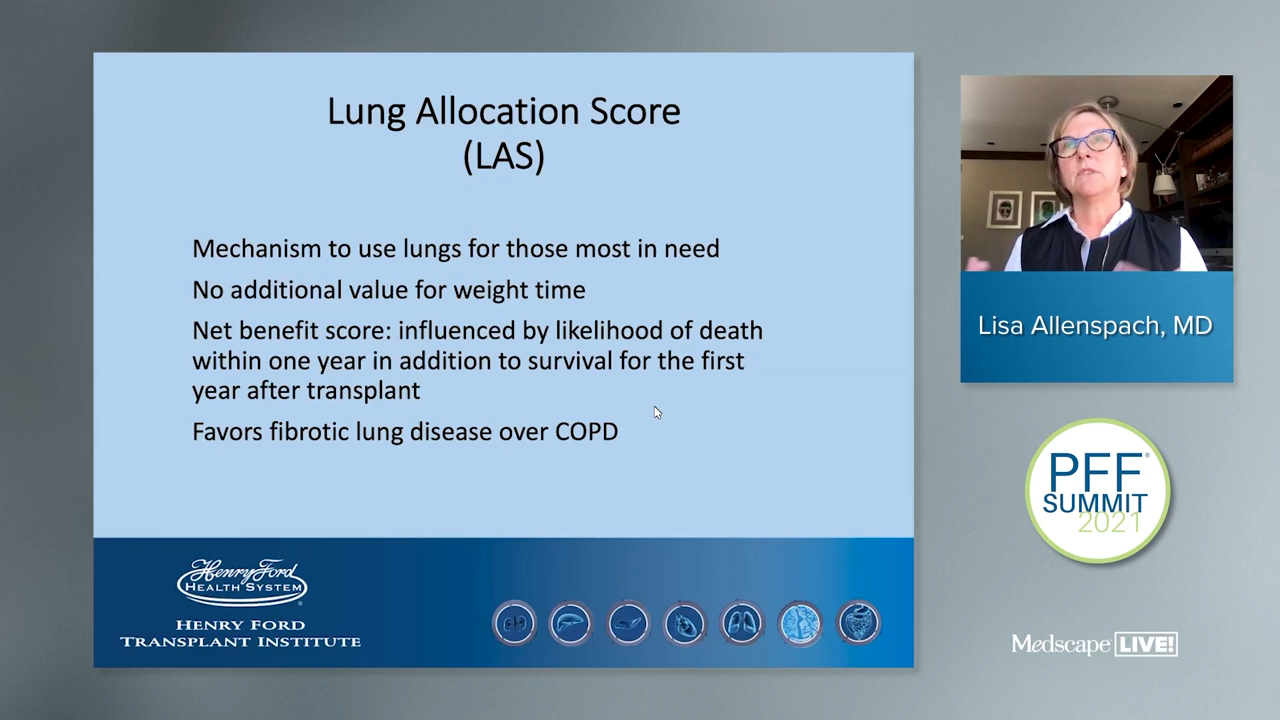 Lung Allocation Score
(LAS)
Mechanism to use lungs for those most in need
No additional value for weight time
Net benefit score: influenced by likelihood of death
within one year in addition to survival for the first
year after transplant
Favors fibrotic lung disease over COPD
Henry Ford
HEALTH SYSTEM
®
HENRY FORD
TRANSPLANT INSTITUTE
Lisa Allenspach, MD
PFF®
SUMMIT
2021
Medscape LIVE!